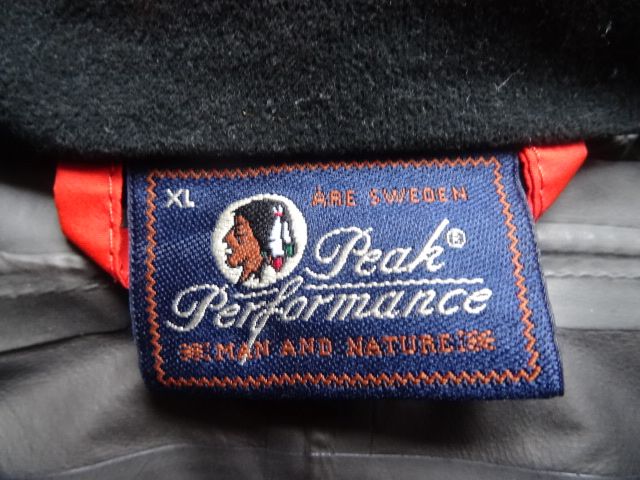 XL
ÅRE SWEDEN
Peak®
Performance
MAN AND NATURE